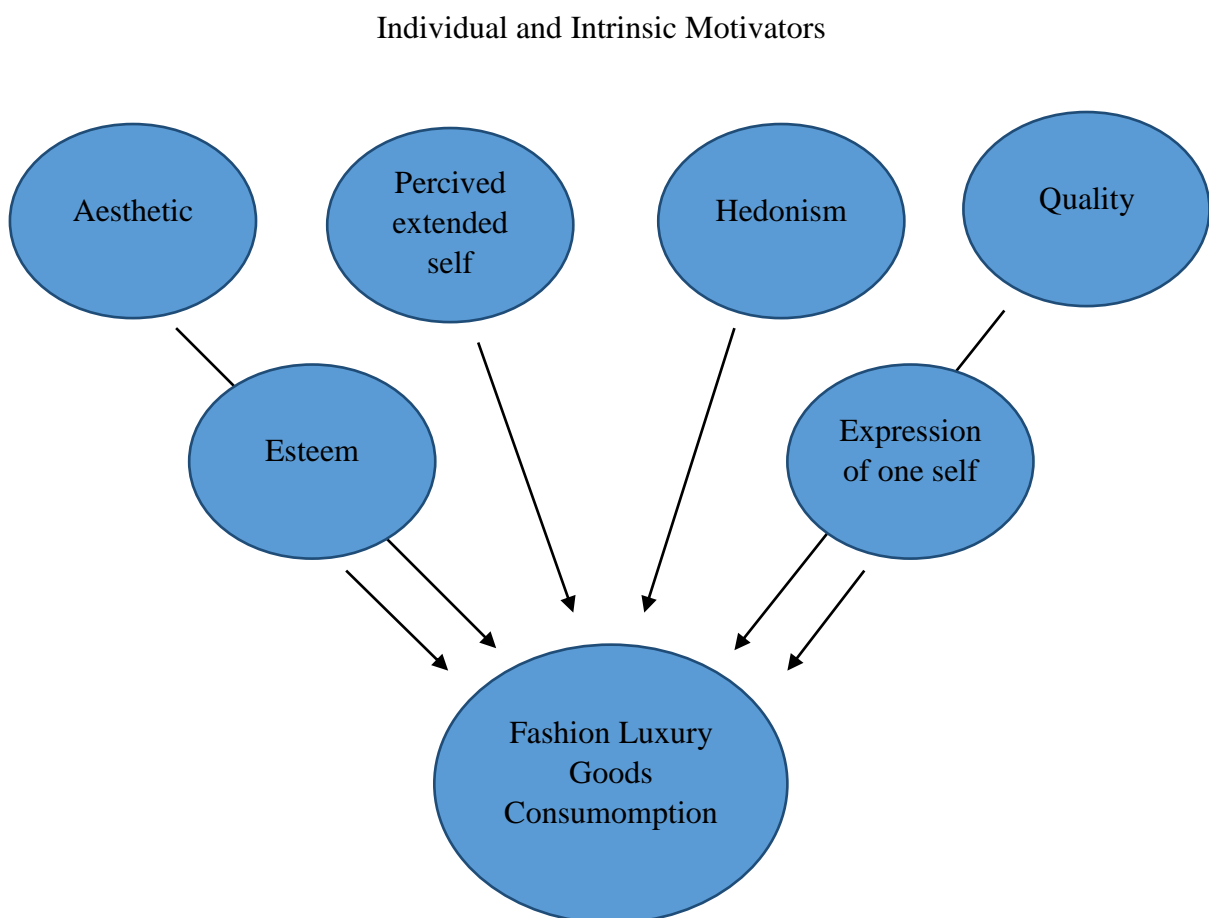 Individual and Intrinsic Motivators
Aesthetic
Percived
extended
self
Hedonism
Quality
Esteem
Expression
of one self
Fashion Luxury
Goods
Consumomption